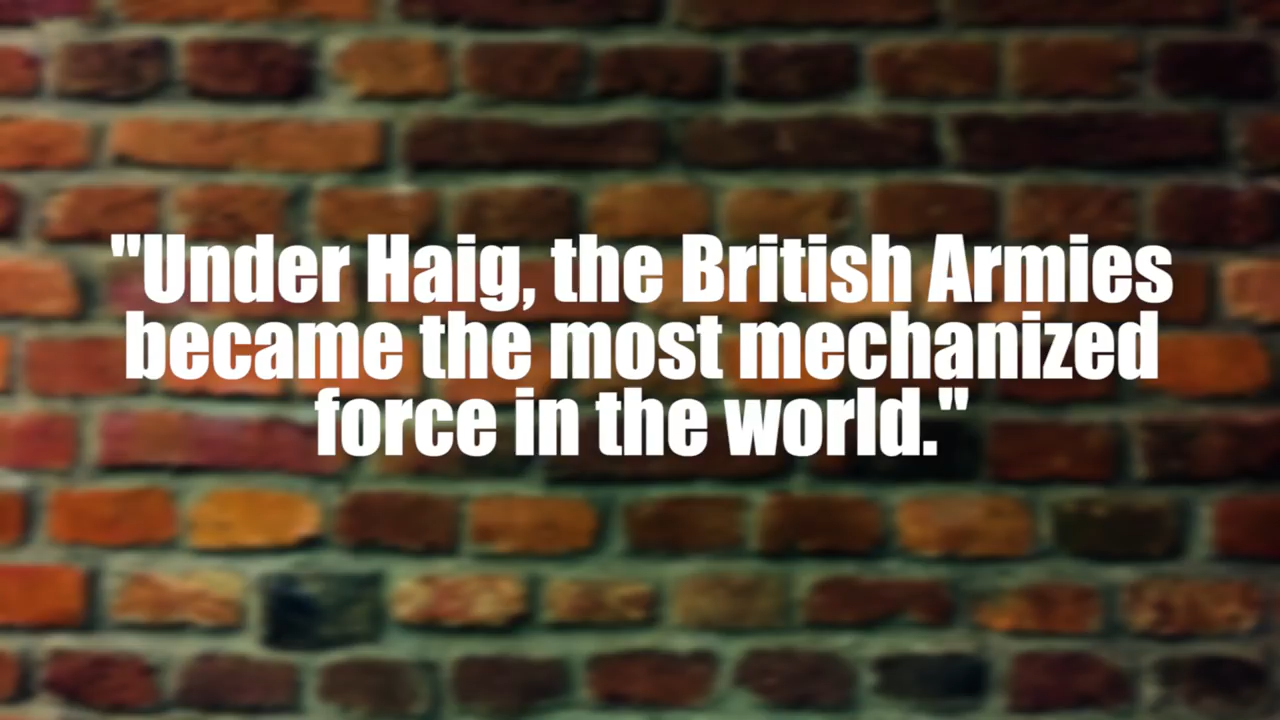 "Under Haig, the British Armies
became the most mechanized
force in the world."